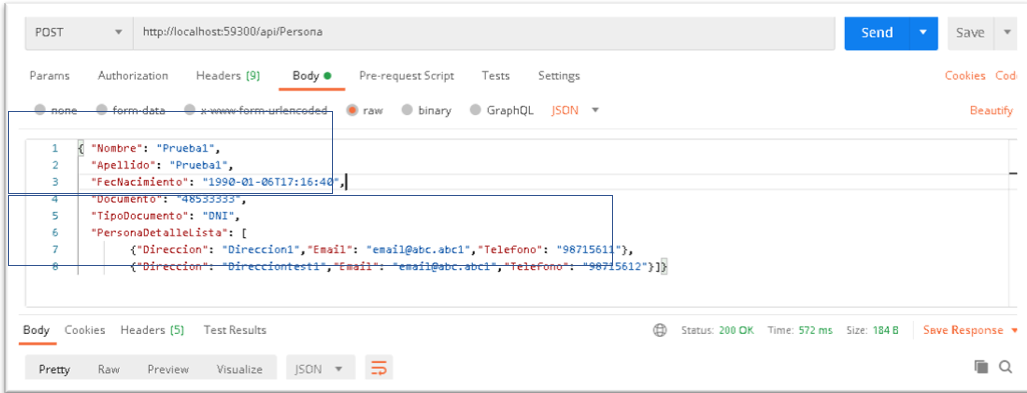 POST http://localhost:59300/api/Persona Send Save
Params Authorization Headers [9] Body Pre-request Script Tests Settings Cookies Code
none form-data x-www-form-urlencoded raw binary GraphQL JSON Beautify
1 { "Nombre": "Prueba1",
2 "Apellido": "Prueba1",
3 "FecNacimiento": "1990-01-06T17:16:40",
4 "Documento": "48533333",
5 "TipoDocumento": "DNI",
6 "PersonaDetalleLista": [
7 {"Direccion": "Direccion1","Email": "email@abc.abc1","Telefono": "98715611"},
8 {"Direccion": "Direcciontest1","Email": "email@abc.abc1","Telefono": "98715612"}]}
Body Cookies Headers [5] Test Results Status: 200 OK Time: 572 ms Size: 184 B Save Response
Pretty Raw Preview Visualize JSON